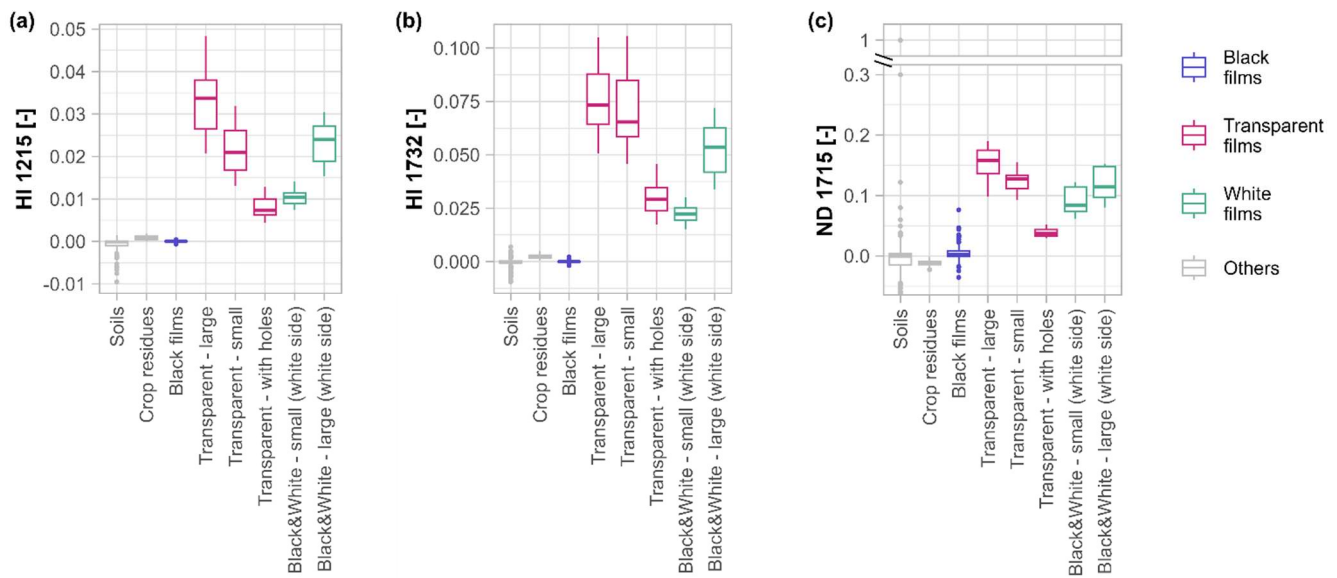 (a)
HI 1215 [-]
0.05
0.04
0.03
0.02
0.01
0.00
-0.01
Soils
Crop residues
Black films
Transparent - large
Transparent - small
Transparent - with holes
Black&White - small (white side)
Black&White - large (white side)
(b)
HI 1732 [-]
0.100
0.075
0.050
0.025
0.000
Soils
Crop residues
Black films
Transparent - large
Transparent - small
Transparent - with holes
Black&White - small (white side)
Black&White - large (white side)
(c)
ND 1715 [-]
1
0.3
0.2
0.1
0.0
Soils
Crop residues
Black films
Transparent - large
Transparent - small
Transparent - with holes
Black&White - small (white side)
Black&White - large (white side)
Black
films
Transparent
films
White
films
Others